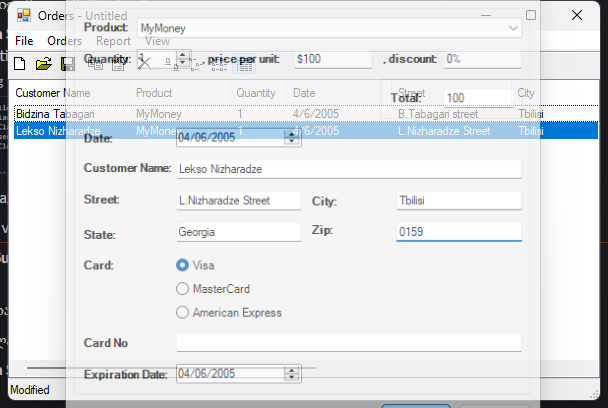 Orders - Untitled
Product: MyMoney
File Orders Report View
Quantity: 1 , price per unit: $100 , discount: 0%
Total: 100
Customer Name Product Quantity Date Street City
Bidzina Tabagari MyMoney 1 4/6/2005 B.Tabagari street Tbilisi
Lekso Nizharadze MyMoney 1 4/6/2005 L.Nizharadze Street Tbilisi
Date: 04/06/2005
Customer Name: Lekso Nizharadze
Street: L.Nizharadze Street City: Tbilisi
State: Georgia Zip: 0159
Card: Visa
MasterCard
American Express
Card No
Expiration Date: 04/06/2005
Modified